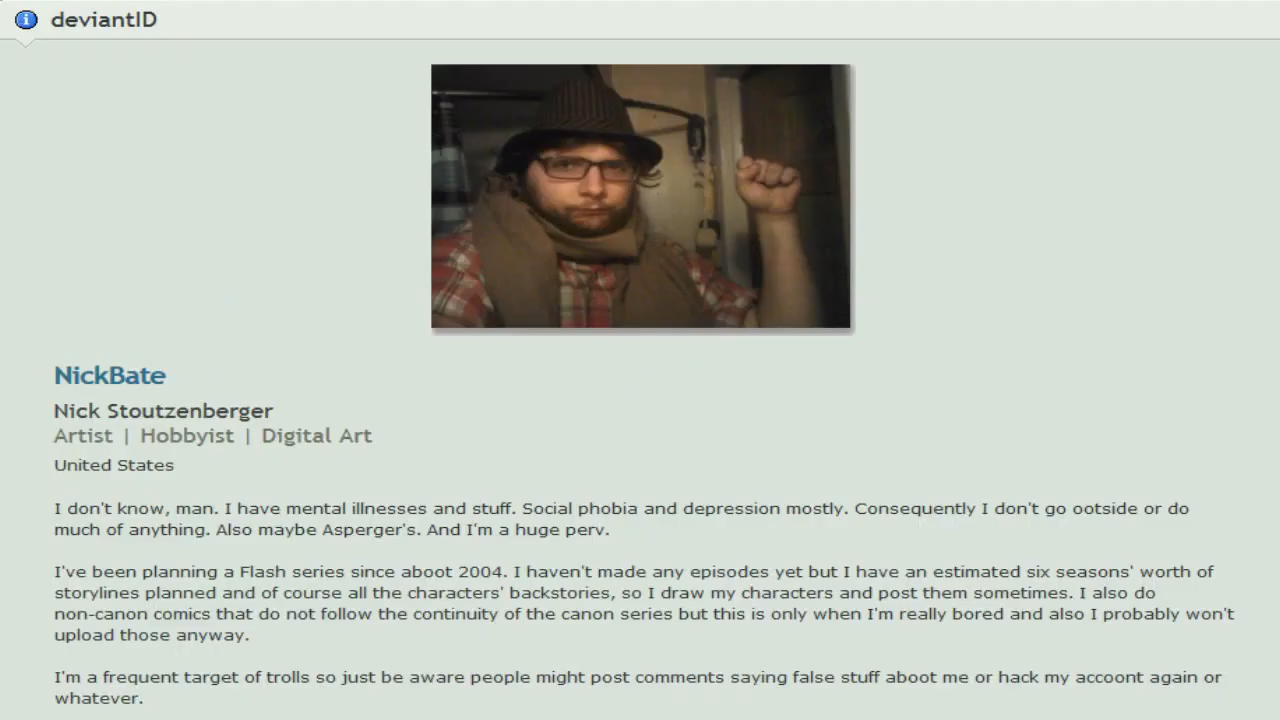 deviantID
NickBate
Nick Stoutzenberger
Artist | Hobbyist | Digital Art
United States
I don't know, man. I have mental illnesses and stuff. Social phobia and depression mostly. Consequently I don't go ootside or do
much of anything. Also maybe Asperger's. And I'm a huge perv.
I've been planning a Flash series since aboot 2004. I haven't made any episodes yet but I have an estimated six seasons' worth of
storylines planned and of course all the characters' backstories, so I draw my characters and post them sometimes. I also do
non-canon comics that do not follow the continuity of the canon series but this is only when I'm really bored and also I probably won't
upload those anyway.
I'm a frequent target of trolls so just be aware people might post comments saying false stuff aboot me or hack my accoont again or
whatever.